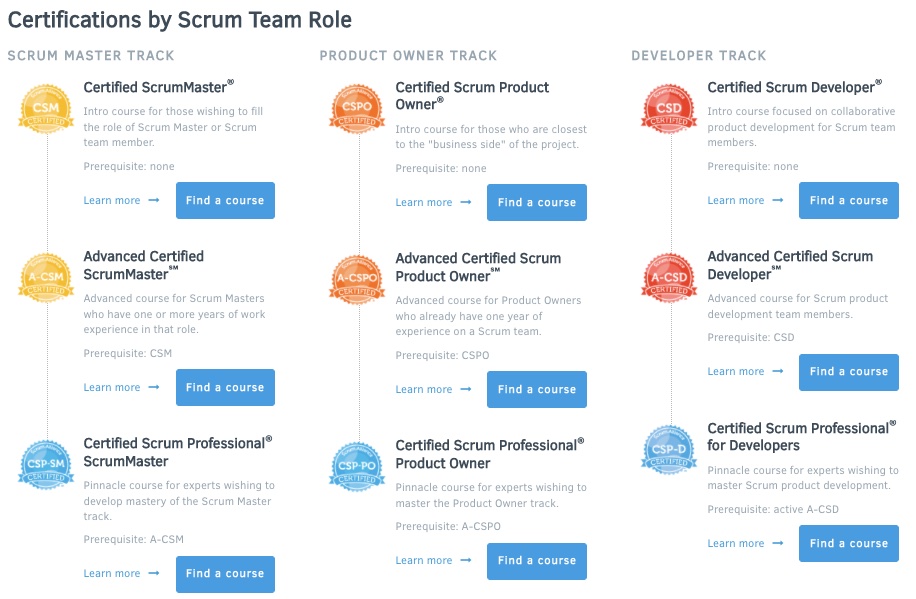 Certifications by Scrum Team Role
SCRUM MASTER TRACK
CSM
CERTIFIED
Certified ScrumMaster®
Intro course for those wishing to fill
the role of Scrum Master or Scrum
team member.
Prerequisite: none
Learn more →
Find a course
A-CSM
CERTIFIED
Advanced Certified
ScrumMaster℠
Advanced course for Scrum Masters
who have one or more years of work
experience in that role.
Prerequisite: CSM
Learn more →
Find a course
CSP-SM
CERTIFIED
Certified Scrum Professional®
ScrumMaster
Pinnacle course for experts wishing to
develop mastery of the Scrum Master
track.
Prerequisite: A-CSM
Learn more →
Find a course
PRODUCT OWNER TRACK
CSPO
CERTIFIED
Certified Scrum Product
Owner®
Intro course for those who are closest
to the "business side" of the project.
Prerequisite: none
Learn more →
Find a course
A-CSPO
CERTIFIED
Advanced Certified Scrum
Product Owner℠
Advanced course for Product Owners
who already have one year of
experience on a Scrum team.
Prerequisite: CSPO
Learn more →
Find a course
CSP-PO
CERTIFIED
Certified Scrum Professional®
Product Owner
Pinnacle course for experts wishing to
master the Product Owner track.
Prerequisite: A-CSPO
Learn more →
Find a course
DEVELOPER TRACK
CSD
CERTIFIED
Certified Scrum Developer®
Intro course focused on collaborative
product development for Scrum team
members.
Prerequisite: none
Learn more →
Find a course
A-CSD
CERTIFIED
Advanced Certified Scrum
Developer℠
Advanced course for Scrum product
development team members.
Prerequisite: CSD
Learn more →
Find a course
CSP-D
CERTIFIED
Certified Scrum Professional®
for Developers
Pinnacle course for experts wishing to
master Scrum product development.
Prerequisite: active A-CSD
Learn more →
Find a course